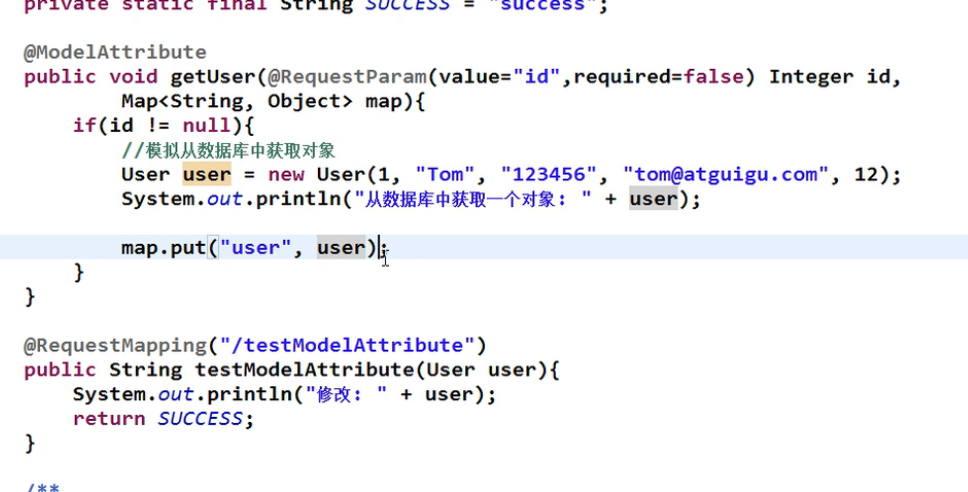 private static final String SUCCESS = "success";
@ModelAttribute
public void getUser(@RequestParam(value="id",required=false) Integer id,
Map<String, Object> map){
if(id != null){
//模拟从数据库中获取对象
User user = new User(1, "Tom", "123456", "tom@atguigu.com", 12);
System.out.println("从数据库中获取一个对象: " + user);
map.put("user", user);
}
}
@RequestMapping("/testModelAttribute")
public String testModelAttribute(User user){
System.out.println("修改: " + user);
return SUCCESS;
}
/**